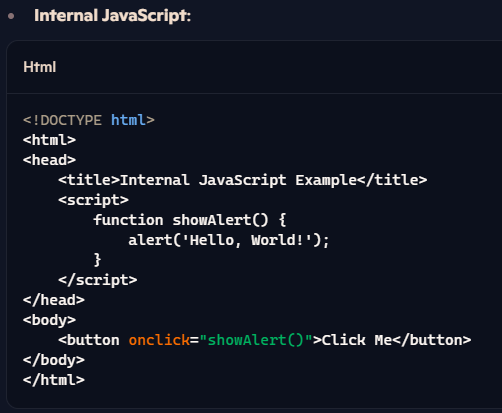 • Internal JavaScript:
Html
<!DOCTYPE html>
<html>
<head>
    <title>Internal JavaScript Example</title>
    <script>
        function showAlert() {
            alert('Hello, World!');
        }
    </script>
</head>
<body>
    <button onclick="showAlert()">Click Me</button>
</body>
</html>